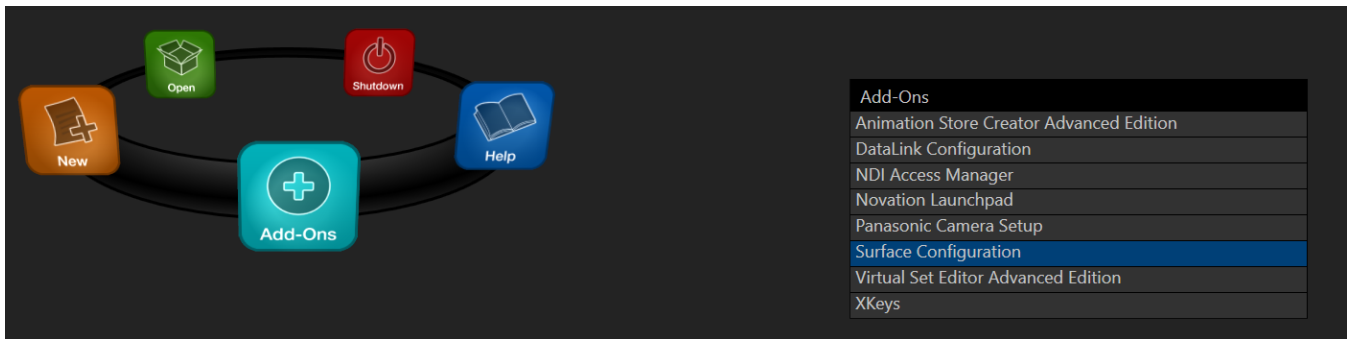 Open
Shutdown
New
Help
Add-Ons
Add-Ons
Animation Store Creator Advanced Edition
DataLink Configuration
NDI Access Manager
Novation Launchpad
Panasonic Camera Setup
Surface Configuration
Virtual Set Editor Advanced Edition
XKeys